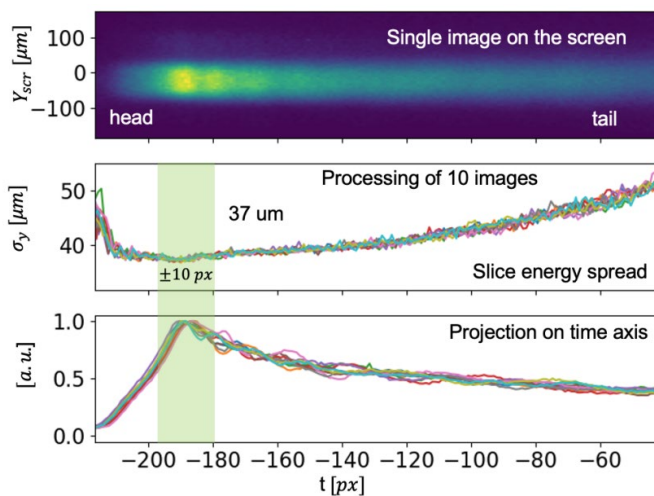 Y_scr [μm]
100
0
−100
Single image on the screen
head
tail
σ_y [μm]
50
40
Processing of 10 images
37 um
±10 px
Slice energy spread
[a.u.]
1.0
0.5
0.0
Projection on time axis
−200 −180 −160 −140 −120 −100 −80 −60
t [px]